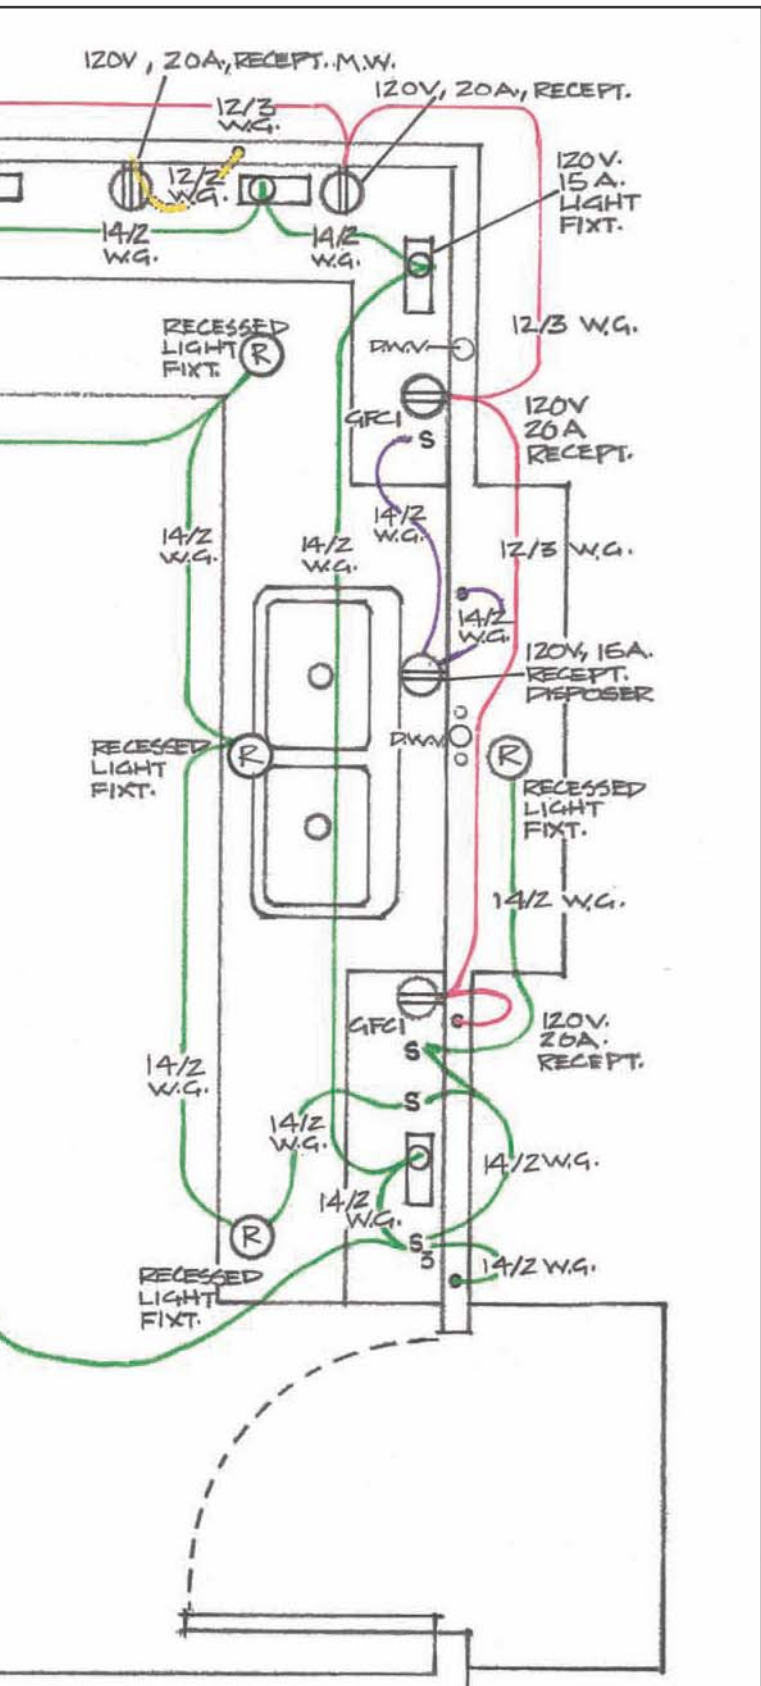 120V, 20A., RECEPT. M.W.
120V, 20A., RECEPT.
12/3
W.G.
120V.
15A.
LIGHT
FIXT.
12/2
W.G.
14/2
W.G.
14/2
W.G.
12/3 W.G.
RECESSED
LIGHT
FIXT.
R
D.W.V.
GFCI
S
120V
20A
RECEPT.
14/2
W.G.
14/2
W.G.
14/2
W.G.
12/3 W.G.
14/2
W.G.
120V, 15A.
RECEPT.
DISPOSER
D.W.V.
RECESSED
LIGHT
FIXT.
R
R
RECESSED
LIGHT
FIXT.
14/2 W.G.
GFCI
S
120V.
20A.
RECEPT.
14/2
W.G.
S
14/2
W.G.
14/2 W.G.
14/2
W.G.
S3
14/2 W.G.
R
RECESSED
LIGHT
FIXT.